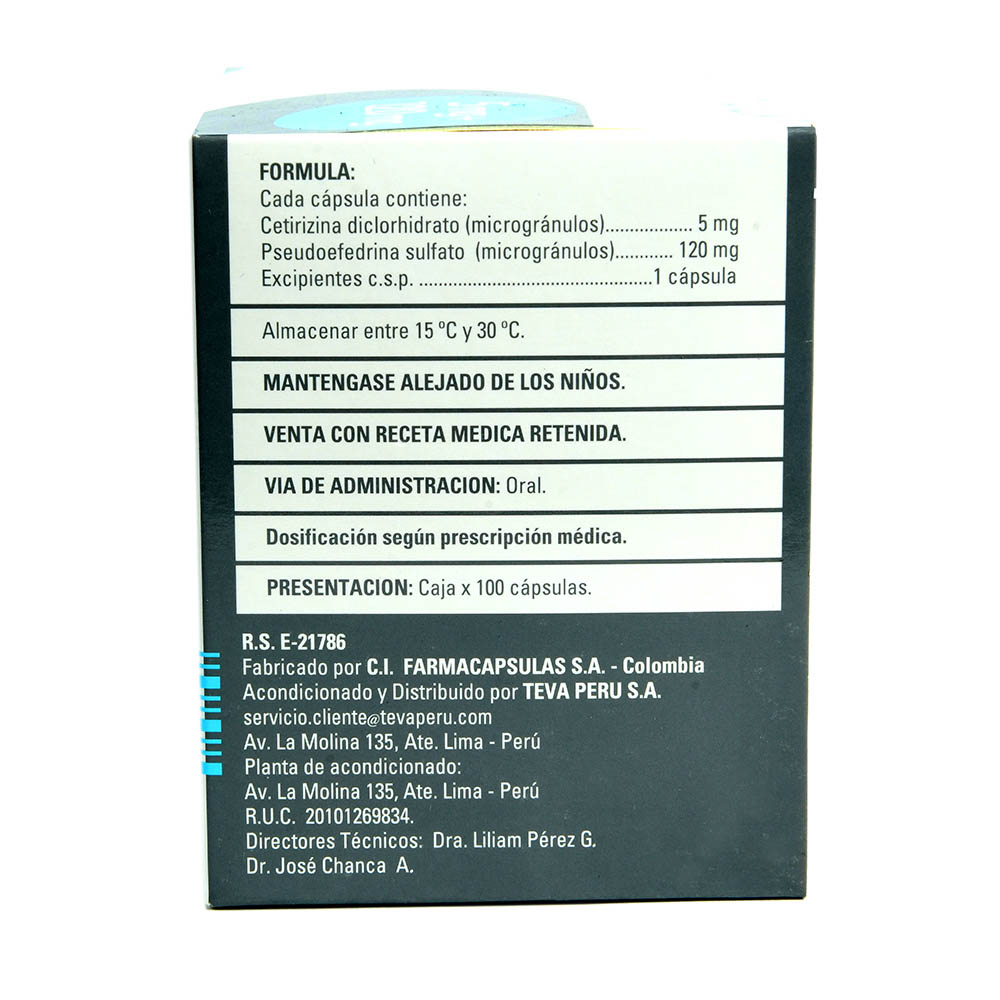 FORMULA:
Cada cápsula contiene:
Cetirizina diclorhidrato (microgránulos).................. 5 mg
Pseudoefedrina sulfato (microgránulos)............ 120 mg
Excipientes c.s.p. ................................................1 cápsula
Almacenar entre 15 ºC y 30 ºC.
MANTENGASE ALEJADO DE LOS NIÑOS.
VENTA CON RECETA MEDICA RETENIDA.
VIA DE ADMINISTRACION: Oral.
Dosificación según prescripción médica.
PRESENTACION: Caja x 100 cápsulas.
R.S. E-21786
Fabricado por C.I. FARMACAPSULAS S.A. - Colombia
Acondicionado y Distribuido por TEVA PERU S.A.
servicio.cliente@tevaperu.com
Av. La Molina 135, Ate. Lima - Perú
Planta de acondicionado:
Av. La Molina 135, Ate. Lima - Perú
R.U.C. 20101269834.
Directores Técnicos: Dra. Liliam Pérez G.
Dr. José Chanca A.